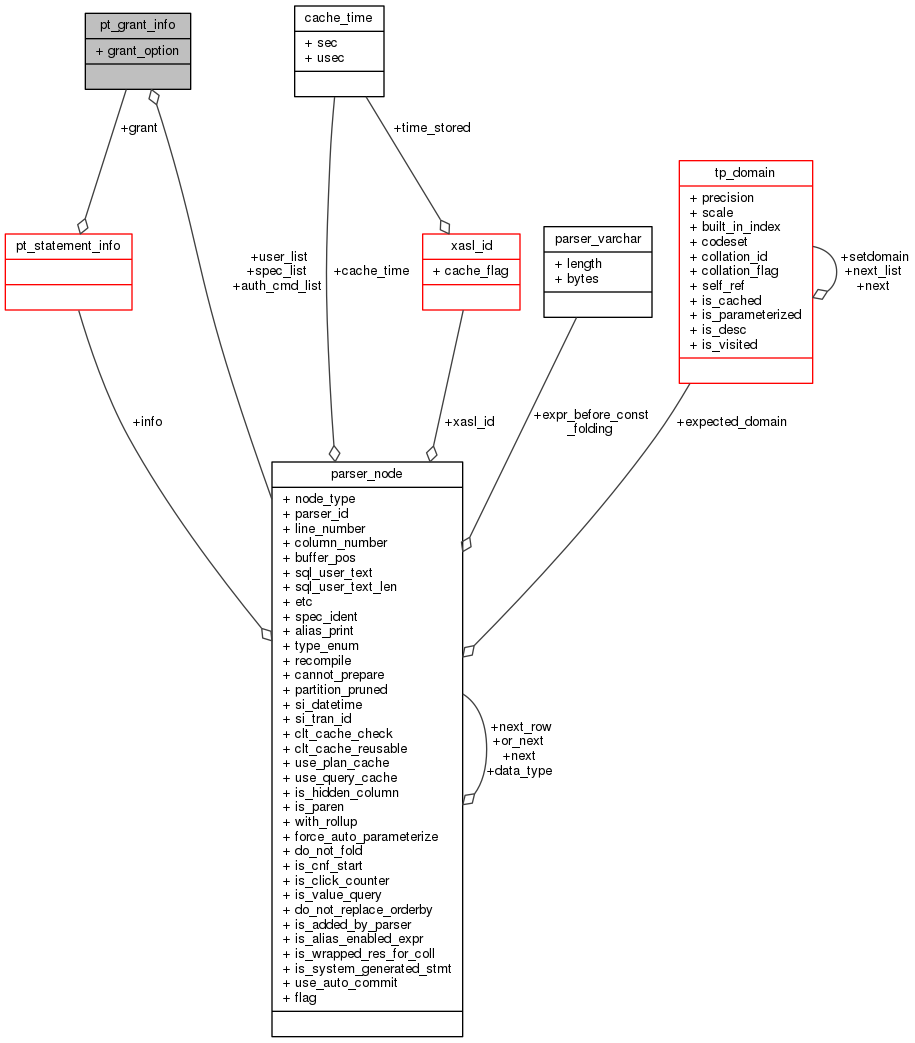 pt_grant_info
+ grant_option
cache_time
+ sec
+ usec
+grant
+time_stored
tp_domain
+ precision
+ scale
+ built_in_index
+ codeset
+ collation_id
+ collation_flag
+ self_ref
+ is_cached
+ is_parameterized
+ is_desc
+ is_visited
pt_statement_info
xasl_id
+ cache_flag
parser_varchar
+ length
+ bytes
+user_list
+spec_list
+auth_cmd_list
+cache_time
+setdomain
+next_list
+next
+info
+xasl_id
+expr_before_const
_folding
+expected_domain
parser_node
+ node_type
+ parser_id
+ line_number
+ column_number
+ buffer_pos
+ sql_user_text
+ sql_user_text_len
+ etc
+ spec_ident
+ alias_print
+ type_enum
+ recompile
+ cannot_prepare
+ partition_pruned
+ si_datetime
+ si_tran_id
+ clt_cache_check
+ clt_cache_reusable
+ use_plan_cache
+ use_query_cache
+ is_hidden_column
+ is_paren
+ with_rollup
+ force_auto_parameterize
+ do_not_fold
+ is_cnf_start
+ is_click_counter
+ is_value_query
+ do_not_replace_orderby
+ is_added_by_parser
+ is_alias_enabled_expr
+ is_wrapped_res_for_coll
+ is_system_generated_stmt
+ use_auto_commit
+ flag
+next_row
+or_next
+next
+data_type